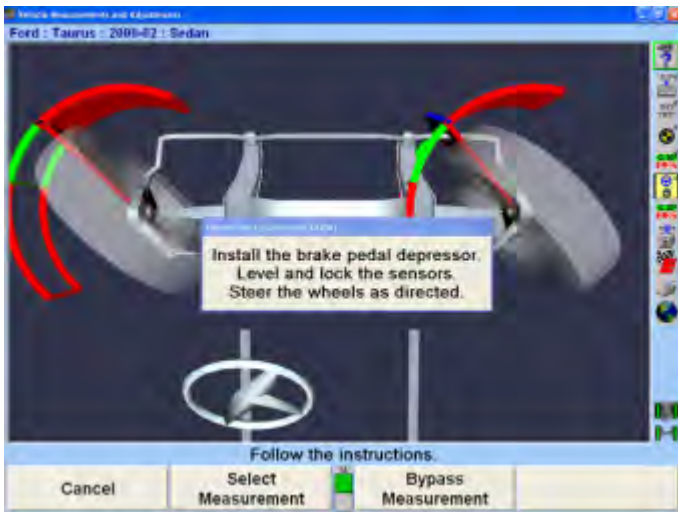 Vehicle Measurements and Adjustments
Ford : Taurus : 2000-02 : Sedan
Install the brake pedal depressor.
Level and lock the sensors.
Steer the wheels as directed.
Follow the instructions.
Cancel
Select
Measurement
Bypass
Measurement